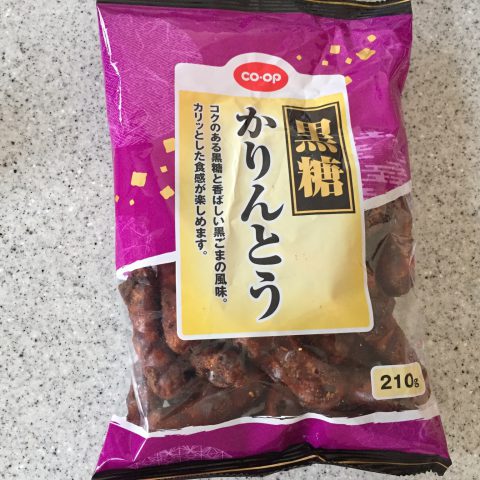 CO·OP
黒糖
かりんとう
コクのある黒糖と香ばしい黒ごまの風味。
カリッとした食感が楽しめます。
210g